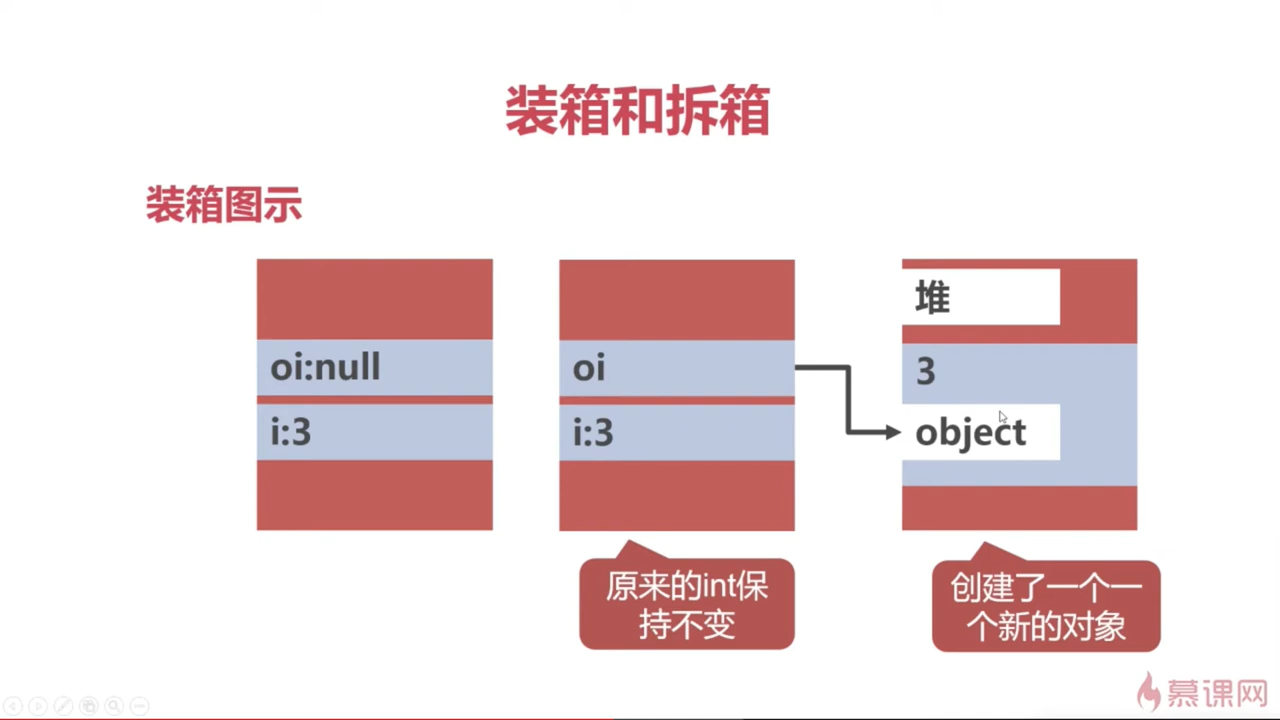 装箱和拆箱
装箱图示
oi:null
i:3
oi
i:3
堆
3
object
原来的int保
持不变
创建了一个一
个新的对象
慕课网